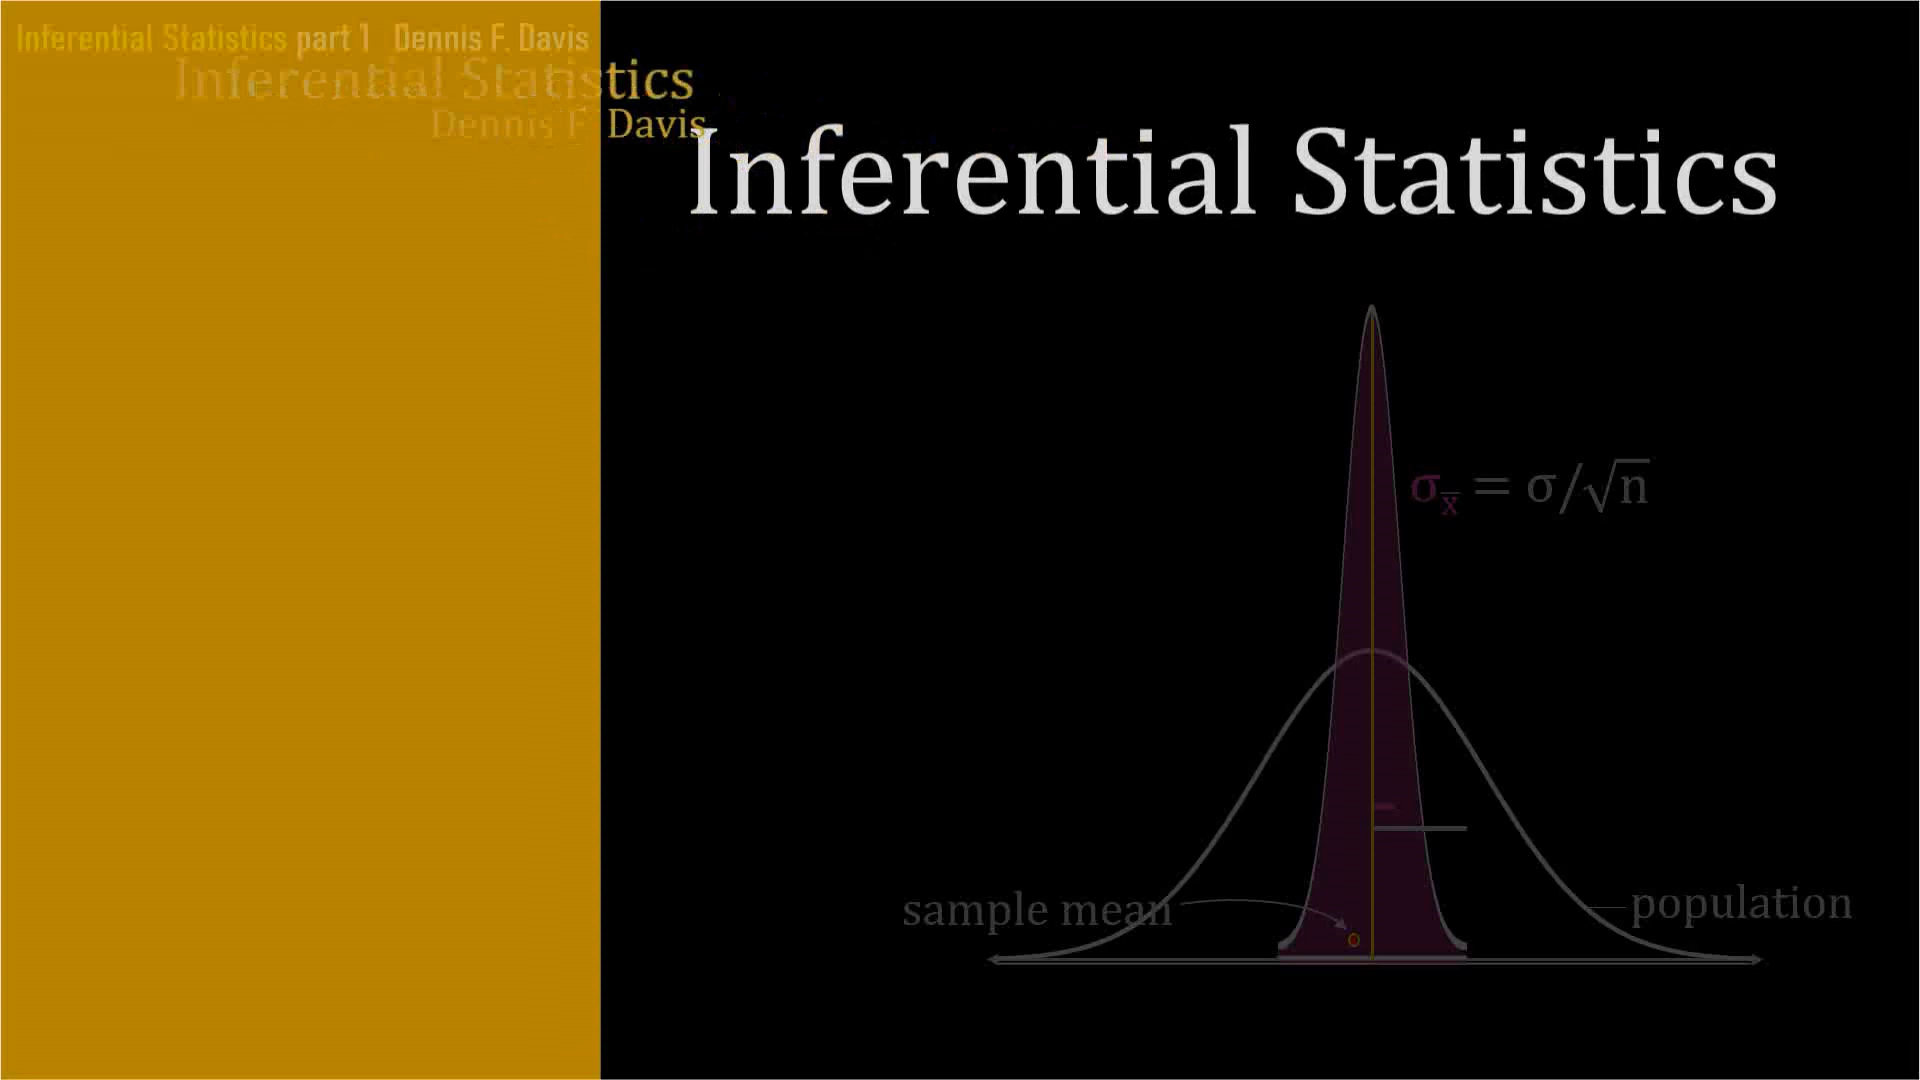 Inferential Statistics part 1 Dennis F. Davis
Inferential Statistics
Dennis F. Davis
Inferential Statistics
σx̅ = σ/√n
sample mean
population